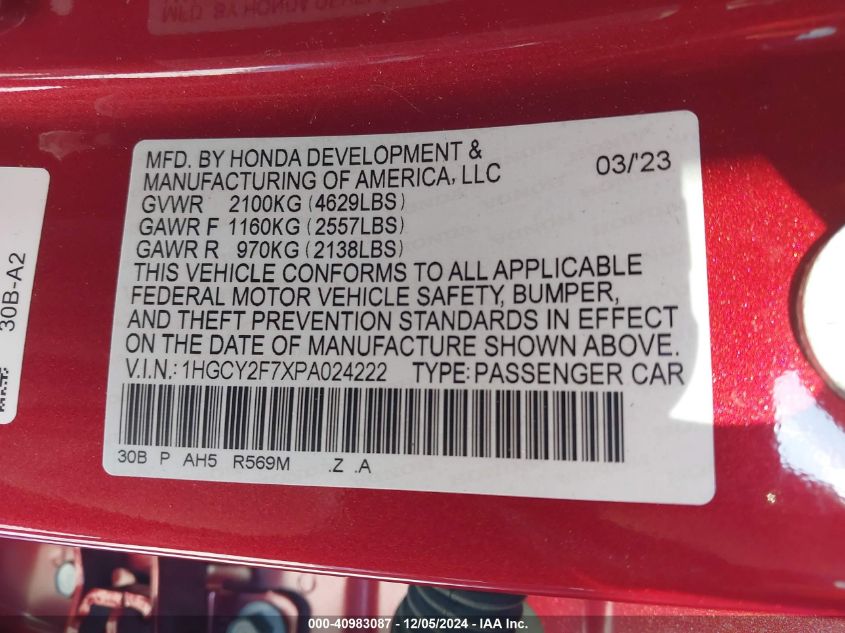 MFD. BY HONDA DEVELOPMENT &
MANUFACTURING OF AMERICA, LLC 03/'23
GVWR 2100KG (4629LBS)
GAWR F 1160KG (2557LBS)
GAWR R 970KG (2138LBS)
THIS VEHICLE CONFORMS TO ALL APPLICABLE
FEDERAL MOTOR VEHICLE SAFETY, BUMPER,
AND THEFT PREVENTION STANDARDS IN EFFECT
ON THE DATE OF MANUFACTURE SHOWN ABOVE.
V.I.N.: 1HGCY2F7XPA024222 TYPE: PASSENGER CAR
30B P AH5 R569M .Z .A
30B-A2
000-40983087 - 12/05/2024 - IAA Inc.